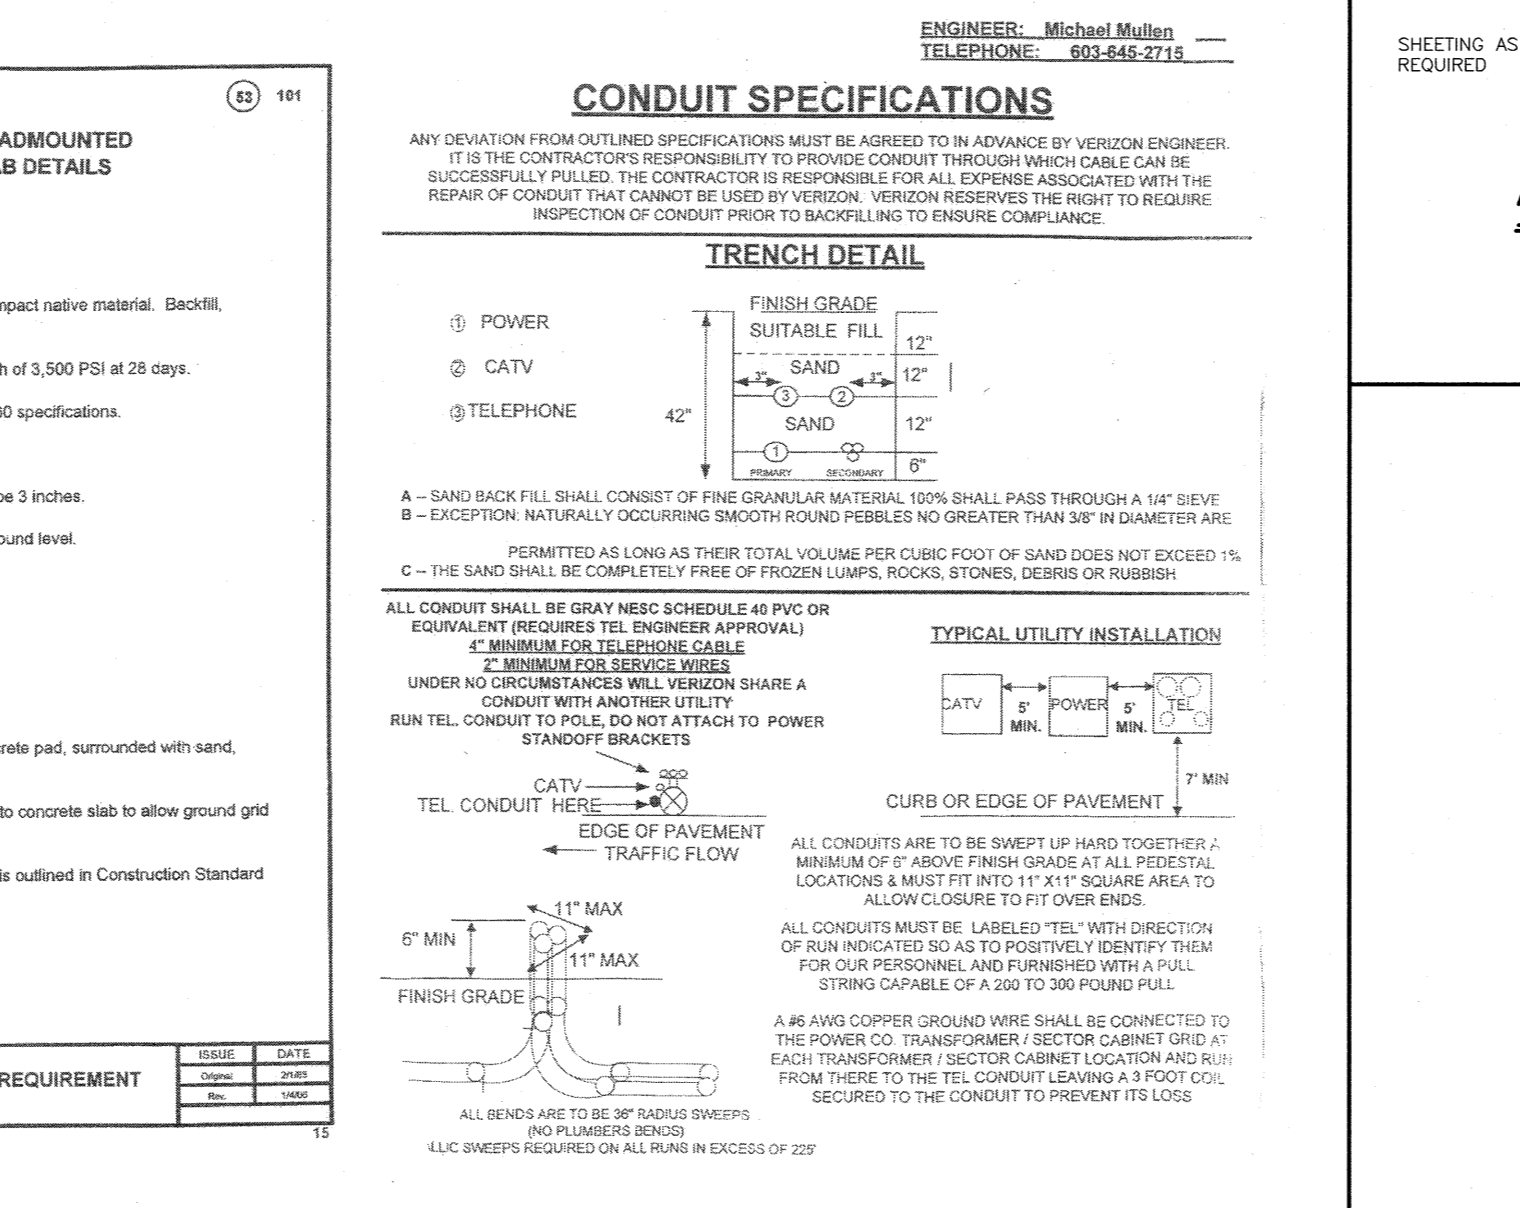 53 101
ADMOUNTED
B DETAILS
mpact native material. Backfill,
h of 3,500 PSI at 28 days.
60 specifications.
be 3 inches.
ound level.
crete pad, surrounded with sand,
to concrete slab to allow ground grid
is outlined in Construction Standard
REQUIREMENT
ISSUE DATE
Original
Rev. 1/4/06
15
ENGINEER: Michael Mullen
TELEPHONE: 603-645-2715
CONDUIT SPECIFICATIONS
ANY DEVIATION FROM OUTLINED SPECIFICATIONS MUST BE AGREED TO IN ADVANCE BY VERIZON ENGINEER.
IT IS THE CONTRACTOR'S RESPONSIBILITY TO PROVIDE CONDUIT THROUGH WHICH CABLE CAN BE
SUCCESSFULLY PULLED. THE CONTRACTOR IS RESPONSIBLE FOR ALL EXPENSE ASSOCIATED WITH THE
REPAIR OF CONDUIT THAT CANNOT BE USED BY VERIZON. VERIZON RESERVES THE RIGHT TO REQUIRE
INSPECTION OF CONDUIT PRIOR TO BACKFILLING TO ENSURE COMPLIANCE.
TRENCH DETAIL
1 POWER
2 CATV
3 TELEPHONE
FINISH GRADE
SUITABLE FILL
12"
SAND
3" 3" 12"
3 2
42"
SAND 12"
1
PRIMARY SECONDARY 6"
A – SAND BACK FILL SHALL CONSIST OF FINE GRANULAR MATERIAL 100% SHALL PASS THROUGH A 1/4" SIEVE
B – EXCEPTION: NATURALLY OCCURRING SMOOTH ROUND PEBBLES NO GREATER THAN 3/8" IN DIAMETER ARE
PERMITTED AS LONG AS THEIR TOTAL VOLUME PER CUBIC FOOT OF SAND DOES NOT EXCEED 1%
C – THE SAND SHALL BE COMPLETELY FREE OF FROZEN LUMPS, ROCKS, STONES, DEBRIS OR RUBBISH
ALL CONDUIT SHALL BE GRAY NESC SCHEDULE 40 PVC OR
EQUIVALENT (REQUIRES TEL ENGINEER APPROVAL)
4" MINIMUM FOR TELEPHONE CABLE
2" MINIMUM FOR SERVICE WIRES
UNDER NO CIRCUMSTANCES WILL VERIZON SHARE A
CONDUIT WITH ANOTHER UTILITY
RUN TEL. CONDUIT TO POLE, DO NOT ATTACH TO POWER
STANDOFF BRACKETS
CATV
TEL. CONDUIT HERE
EDGE OF PAVEMENT
TRAFFIC FLOW
11" MAX
6" MIN
11" MAX
FINISH GRADE
ALL BENDS ARE TO BE 36" RADIUS SWEEPS
(NO PLUMBERS BENDS)
LLIC SWEEPS REQUIRED ON ALL RUNS IN EXCESS OF 225'
TYPICAL UTILITY INSTALLATION
CATV 5' MIN. POWER 5' MIN. TEL
7' MIN
CURB OR EDGE OF PAVEMENT
ALL CONDUITS ARE TO BE SWEPT UP HARD TOGETHER A
MINIMUM OF 6" ABOVE FINISH GRADE AT ALL PEDESTAL
LOCATIONS & MUST FIT INTO 11" X11" SQUARE AREA TO
ALLOW CLOSURE TO FIT OVER ENDS.
ALL CONDUITS MUST BE LABELED "TEL" WITH DIRECTION
OF RUN INDICATED SO AS TO POSITIVELY IDENTIFY THEM
FOR OUR PERSONNEL AND FURNISHED WITH A PULL
STRING CAPABLE OF A 200 TO 300 POUND PULL
A #6 AWG COPPER GROUND WIRE SHALL BE CONNECTED TO
THE POWER CO. TRANSFORMER / SECTOR CABINET GRID AT
EACH TRANSFORMER / SECTOR CABINET LOCATION AND RUN
FROM THERE TO THE TEL CONDUIT LEAVING A 3 FOOT COIL
SECURED TO THE CONDUIT TO PREVENT ITS LOSS
SHEETING AS
REQUIRED